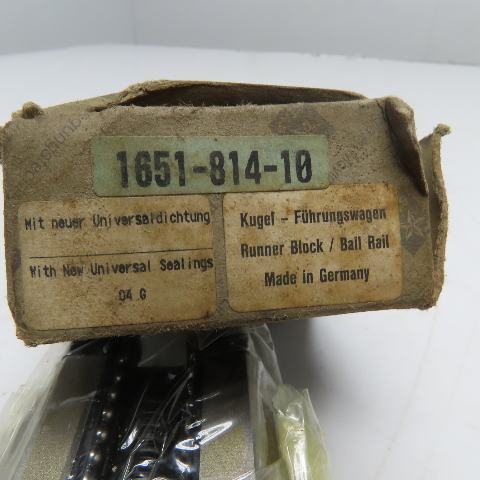 1651-814-10
Mit neuer Universaldichtung
With New Universal Sealings
04 G
Kugel - Führungswagen
Runner Block / Ball Rail
Made in Germany